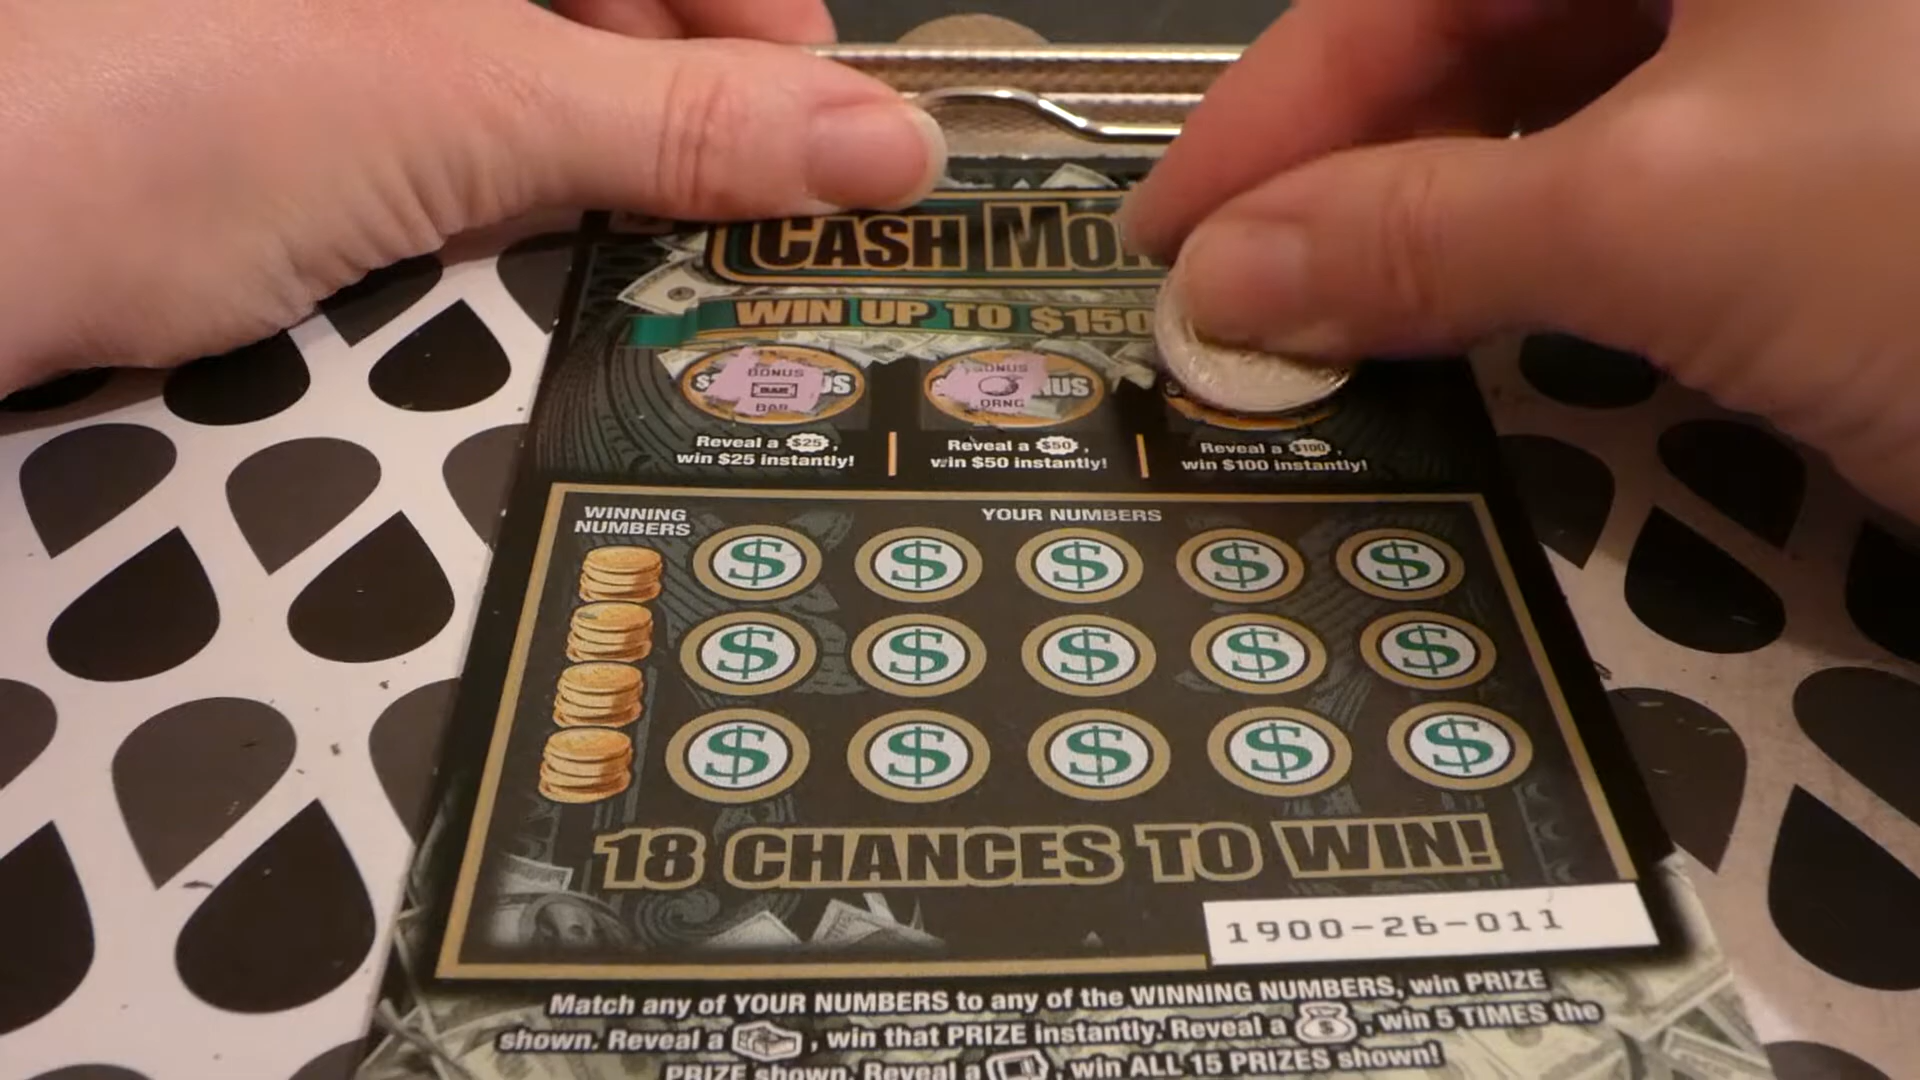 CASH MO
WIN UP TO $150
BONUS
BAR
BAR
US
BONUS
ORNG
NUS
Reveal a $25,
win $25 instantly!
Reveal a $50,
win $50 instantly!
Reveal a $100,
win $100 instantly!
WINNING
NUMBERS
YOUR NUMBERS
$ $ $ $ $
$ $ $ $ $
$ $ $ $ $
18 CHANCES TO WIN!
1900-26-011
Match any of YOUR NUMBERS to any of the WINNING NUMBERS, win PRIZE
shown. Reveal a , win that PRIZE instantly. Reveal a $, win 5 TIMES the
PRIZE shown. Reveal a , win ALL 15 PRIZES shown!